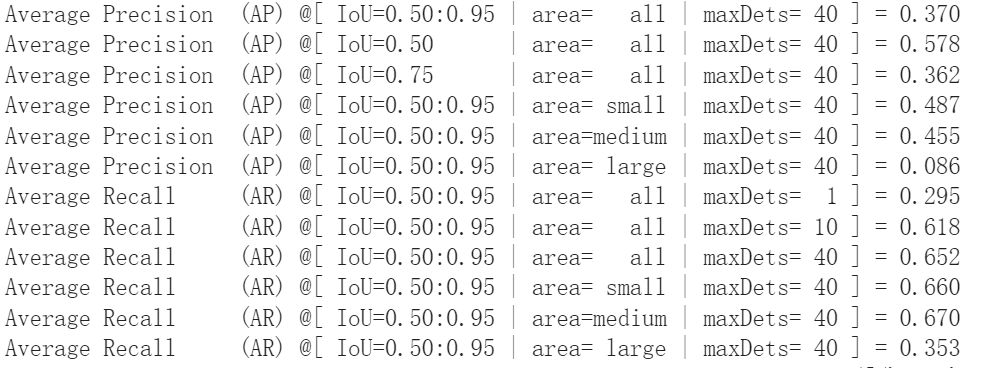 Average Precision  (AP) @[ IoU=0.50:0.95 | area=   all | maxDets= 40 ] = 0.370
Average Precision  (AP) @[ IoU=0.50      | area=   all | maxDets= 40 ] = 0.578
Average Precision  (AP) @[ IoU=0.75      | area=   all | maxDets= 40 ] = 0.362
Average Precision  (AP) @[ IoU=0.50:0.95 | area= small | maxDets= 40 ] = 0.487
Average Precision  (AP) @[ IoU=0.50:0.95 | area=medium | maxDets= 40 ] = 0.455
Average Precision  (AP) @[ IoU=0.50:0.95 | area= large | maxDets= 40 ] = 0.086
Average Recall     (AR) @[ IoU=0.50:0.95 | area=   all | maxDets=  1 ] = 0.295
Average Recall     (AR) @[ IoU=0.50:0.95 | area=   all | maxDets= 10 ] = 0.618
Average Recall     (AR) @[ IoU=0.50:0.95 | area=   all | maxDets= 40 ] = 0.652
Average Recall     (AR) @[ IoU=0.50:0.95 | area= small | maxDets= 40 ] = 0.660
Average Recall     (AR) @[ IoU=0.50:0.95 | area=medium | maxDets= 40 ] = 0.670
Average Recall     (AR) @[ IoU=0.50:0.95 | area= large | maxDets= 40 ] = 0.353